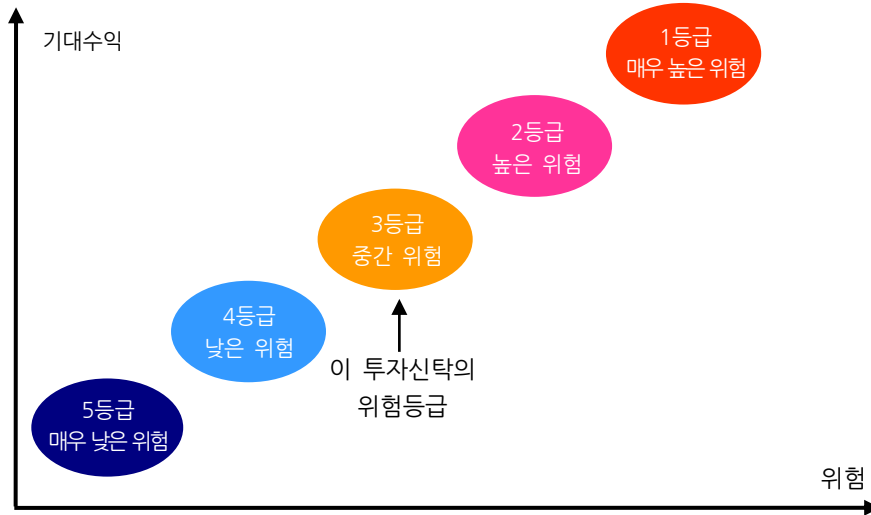 기대수익
1등급
매우 높은 위험
2등급
높은 위험
3등급
중간 위험
4등급
낮은 위험
이 투자신탁의
위험등급
5등급
매우 낮은 위험
위험